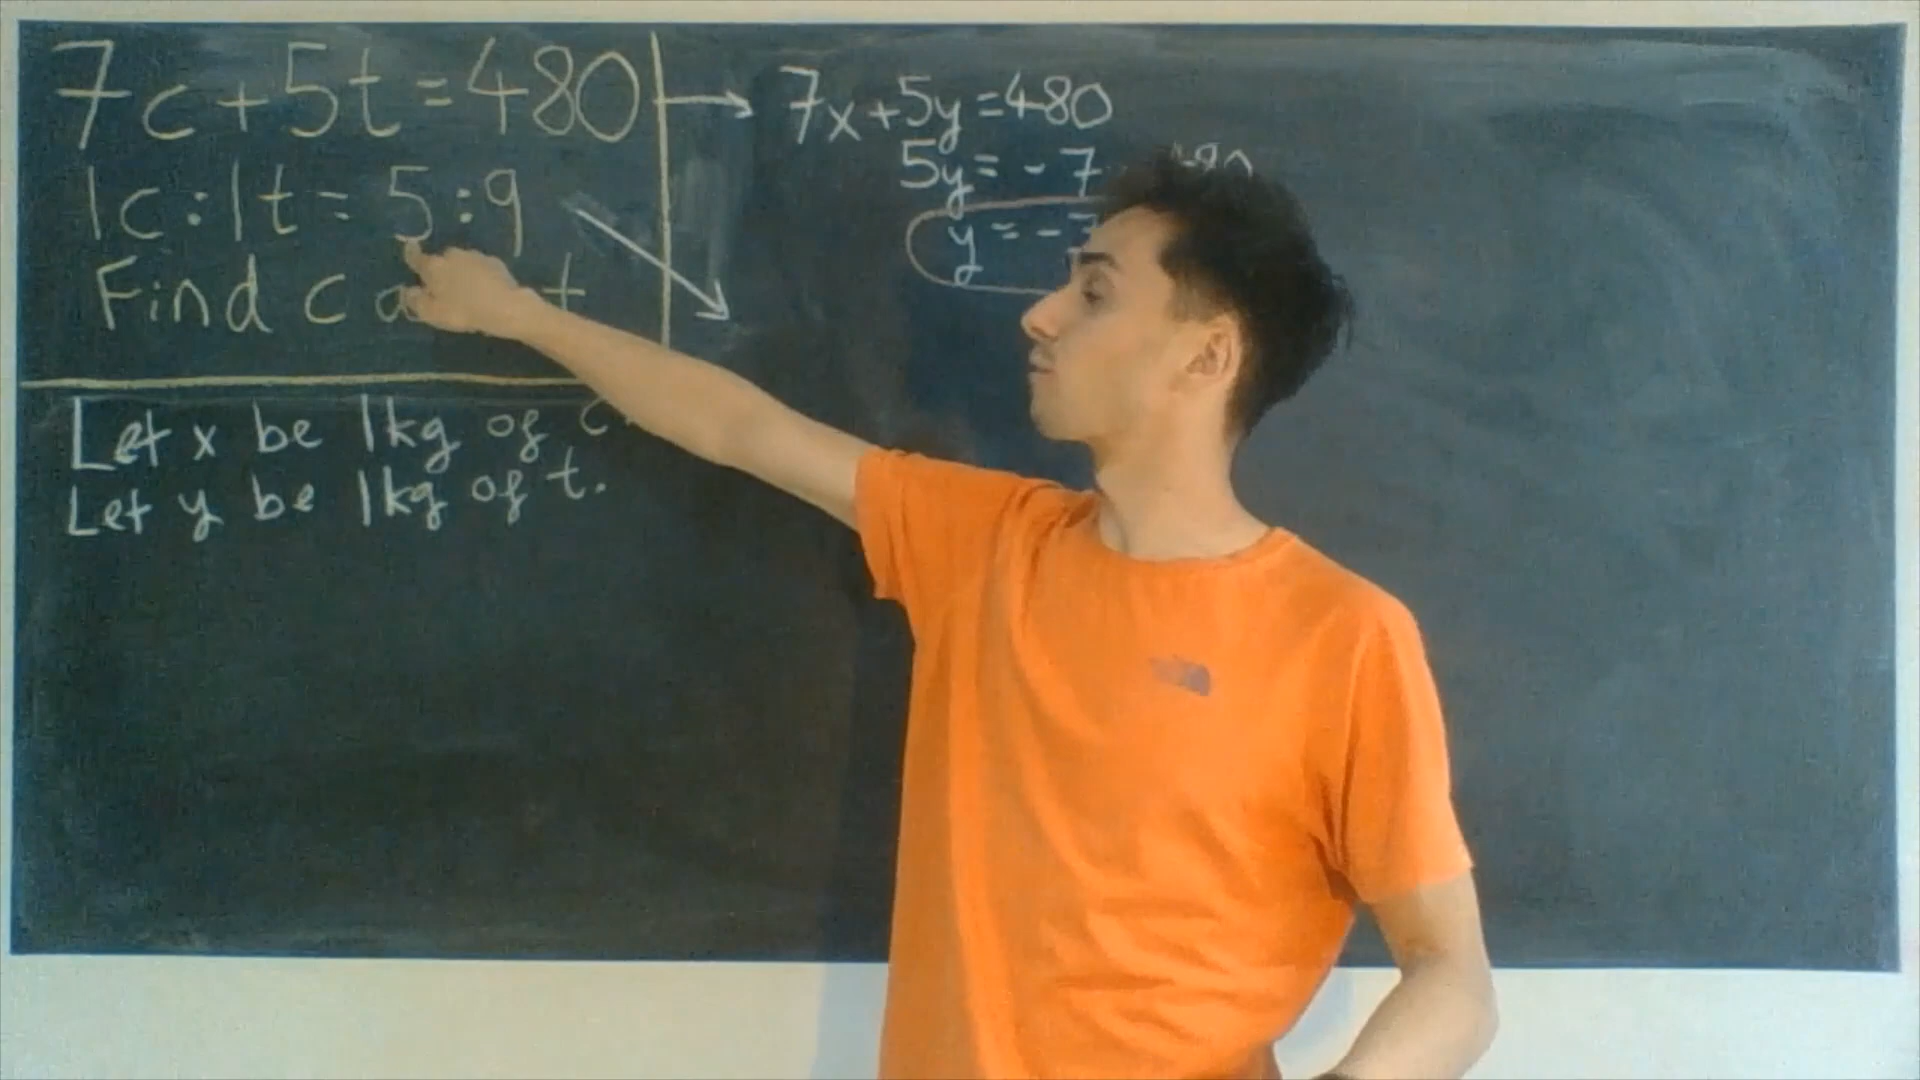 7c+5t=480
1c:1t=5:9
Find c t
Let x be 1kg of c.
Let y be 1kg of t.
7x+5y=480
5y=-7
y=-7